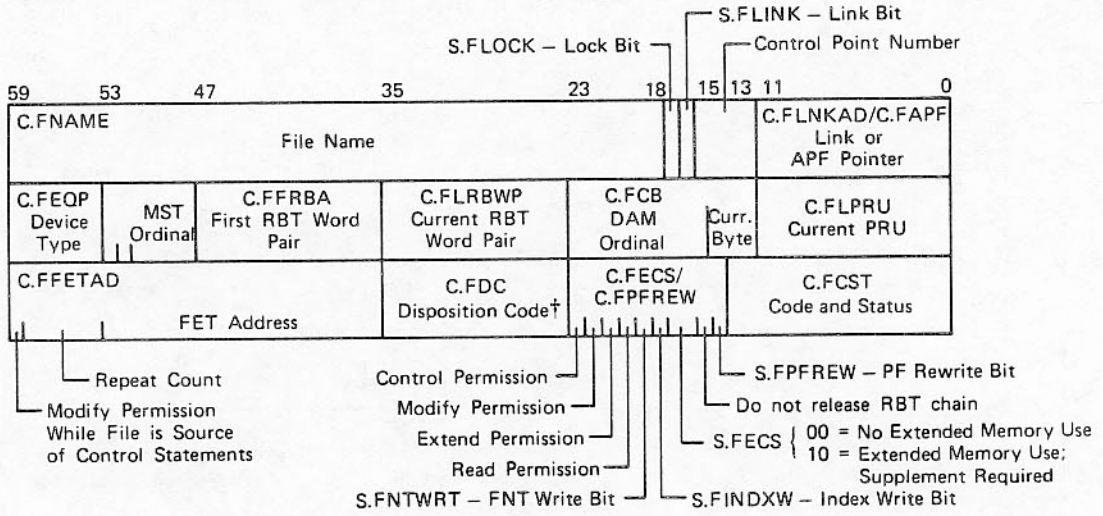 S.FLINK – Link Bit
S.FLOCK – Lock Bit
Control Point Number
59 53 47 35 23 18 15 13 11 0
C.FNAME
File Name
C.FLNKAD/C.FAPF
Link or
APF Pointer
C.FEQP
Device
Type
MST
Ordinal
C.FFRBA
First RBT Word
Pair
C.FLRBWP
Current RBT
Word Pair
C.FCB
DAM
Ordinal
Curr.
Byte
C.FLPRU
Current PRU
C.FFETAD
FET Address
C.FDC
Disposition Code†
C.FECS/
C.FPFREW
C.FCST
Code and Status
Repeat Count
Modify Permission
While File is Source
of Control Statements
Control Permission
Modify Permission
Extend Permission
Read Permission
S.FNTWRT – FNT Write Bit
S.FPFREW – PF Rewrite Bit
Do not release RBT chain
S.FECS { 00 = No Extended Memory Use
10 = Extended Memory Use;
Supplement Required
S.FINDXW – Index Write Bit